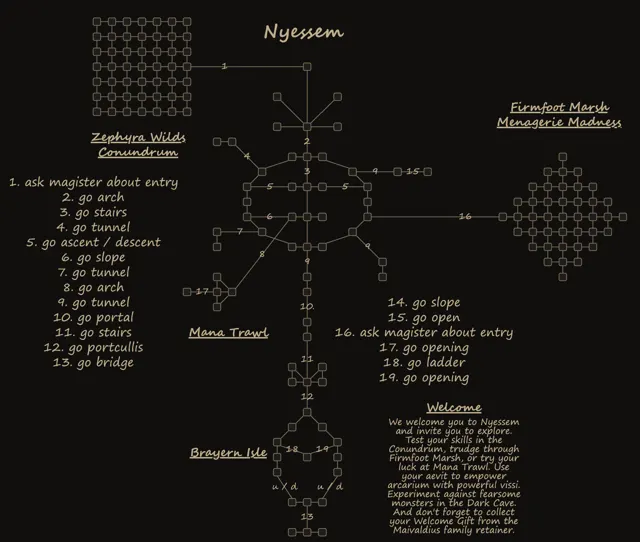 Nyessem
1
Firmfoot Marsh
Menagerie Madness
Zephyra Wilds
Conundrum
2
4
3
9
15
5
5
6
16
7
8
9
9
17
10
1. ask magister about entry
2. go arch
3. go stairs
4. go tunnel
5. go ascent / descent
6. go slope
7. go tunnel
8. go arch
9. go tunnel
10. go portal
11. go stairs
12. go portcullis
13. go bridge
Mana Trawl
14. go slope
15. go open
16. ask magister about entry
17. go opening
18. go ladder
19. go opening
11
12
Brayern Isle
18
19
u / d
u / d
13
Welcome
We welcome you to Nyessem
and invite you to explore.
Test your skills in the
Conundrum, trudge through
Firmfoot Marsh, or try your
luck at Mana Trawl. Use
your aevit to empower
arcarium with powerful vissi.
Experiment against fearsome
monsters in the Dark Cave.
And don't forget to collect
your Welcome Gift from the
Maivaldius family retainer.